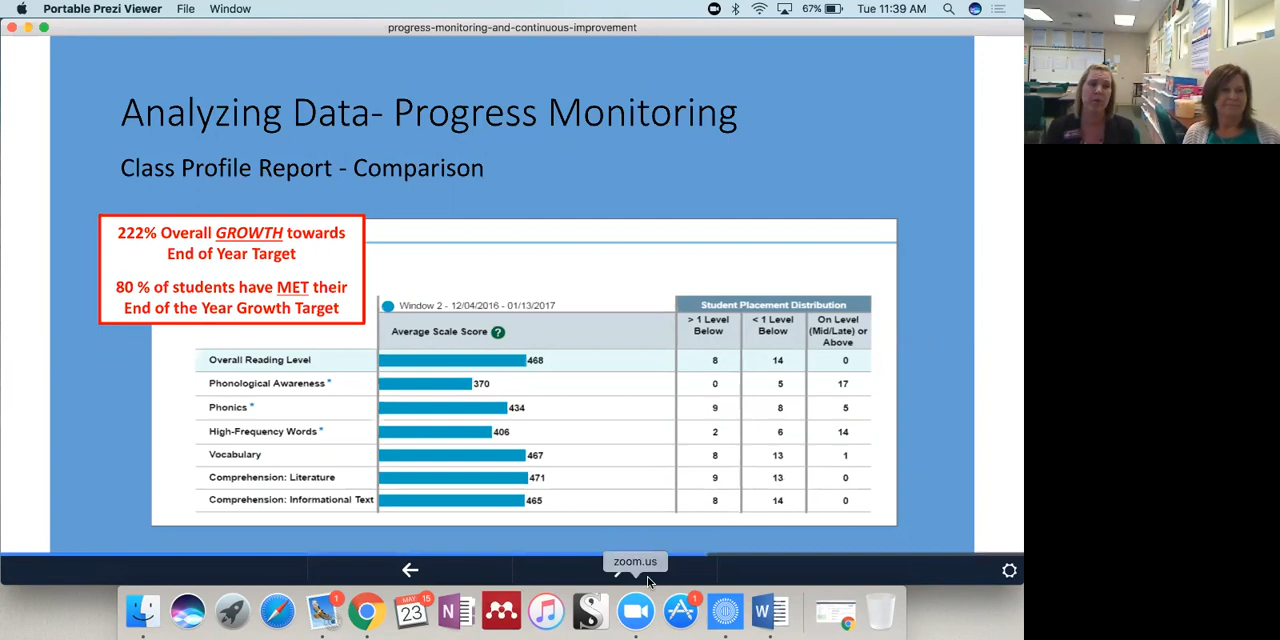 Portable Prezi Viewer File Window 67% Tue 11:39 AM
progress-monitoring-and-continuous-improvement
Analyzing Data- Progress Monitoring
Class Profile Report - Comparison
222% Overall GROWTH towards
End of Year Target
80 % of students have MET their
End of the Year Growth Target
Window 2 - 12/04/2016 - 01/13/2017
Student Placement Distribution
Average Scale Score ?
> 1 Level
Below
< 1 Level
Below
On Level
(Mid/Late) or
Above
Overall Reading Level 468 8 14 0
Phonological Awareness * 370 0 5 17
Phonics * 434 9 8 5
High-Frequency Words * 406 2 6 14
Vocabulary 467 8 13 1
Comprehension: Literature 471 9 13 0
Comprehension: Informational Text 465 8 14 0
zoom.us
1
MAY 15
23
N
S
1
W